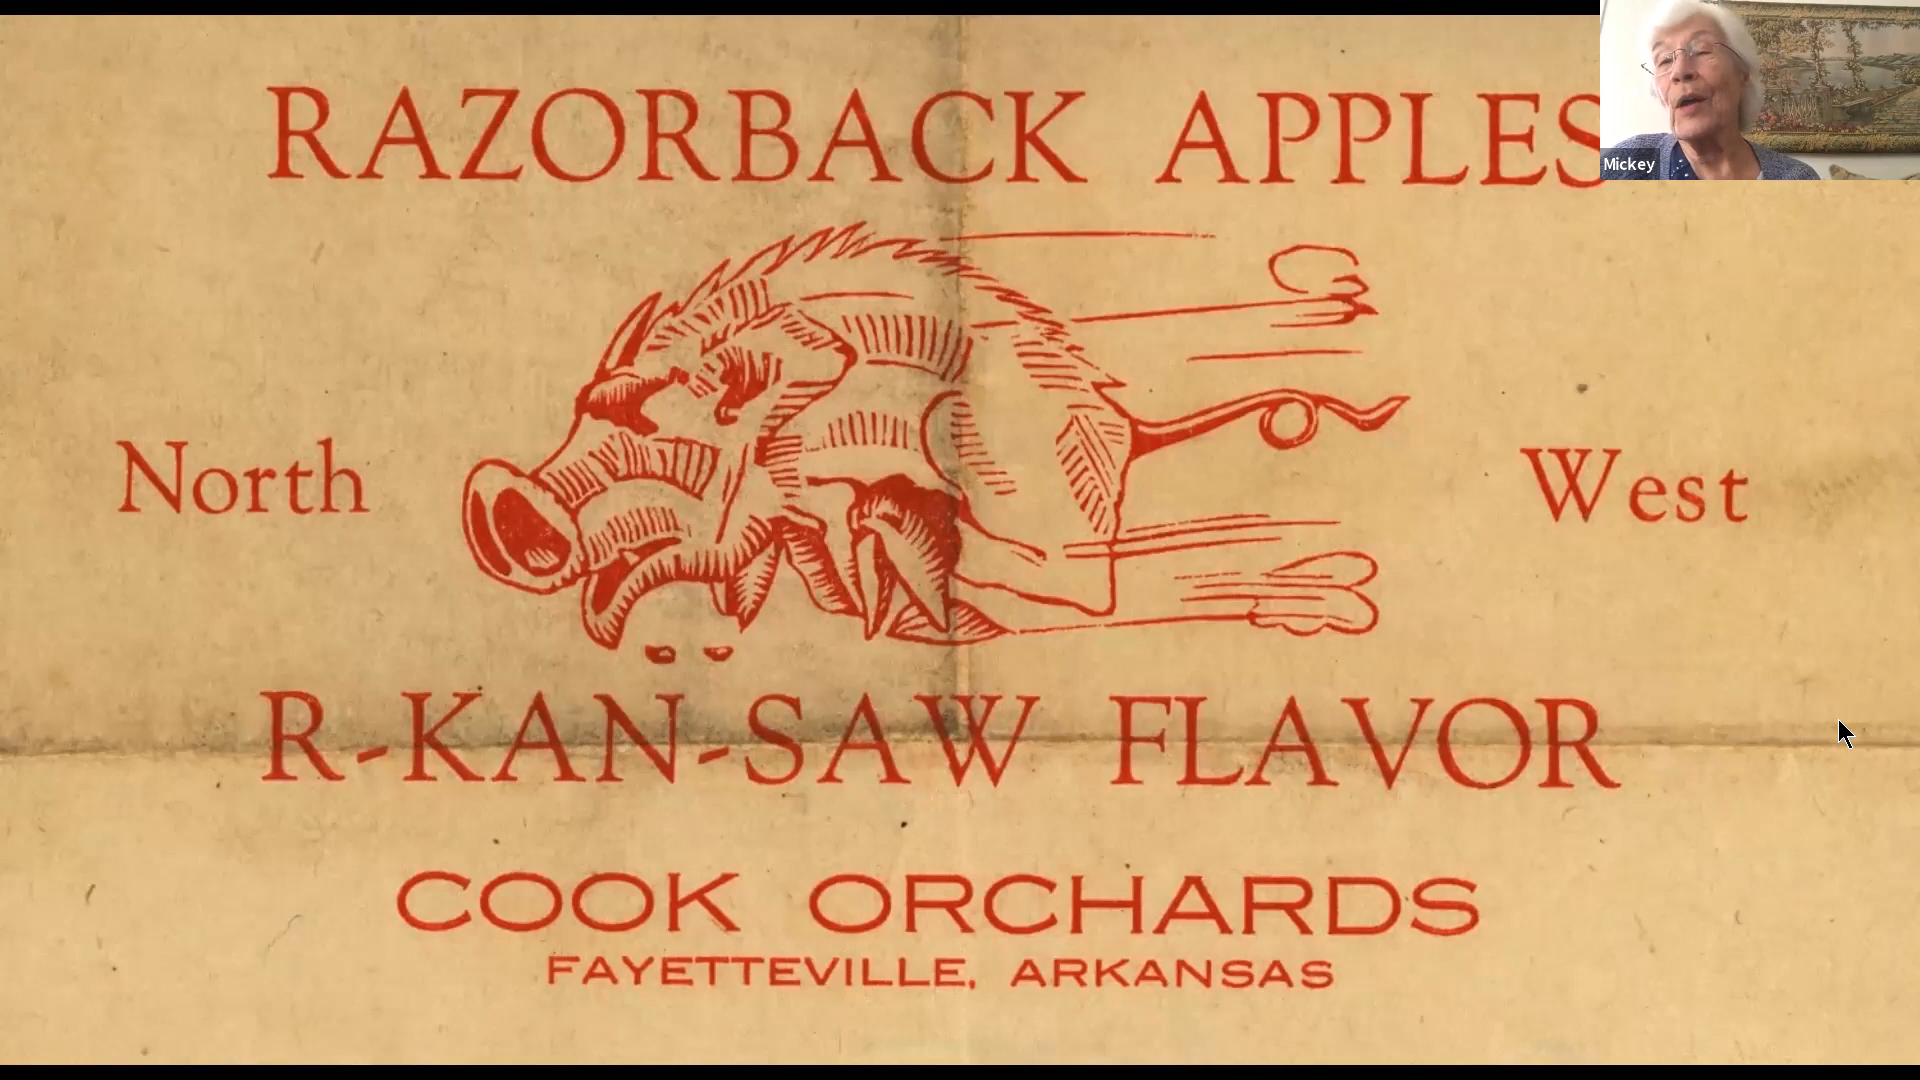 RAZORBACK APPLES
Mickey
North West
R-KAN-SAW FLAVOR
COOK ORCHARDS
FAYETTEVILLE, ARKANSAS